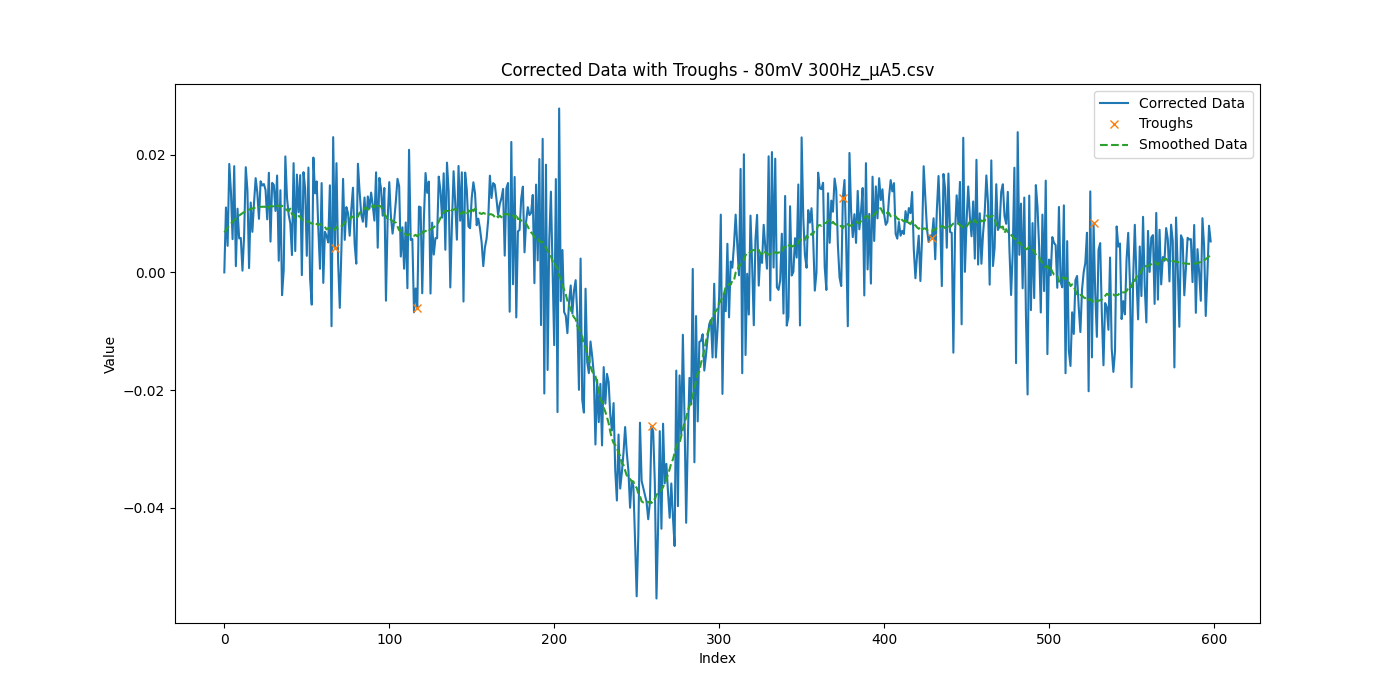 Corrected Data with Troughs - 80mV 300Hz_µA5.csv
Corrected Data
Troughs
Smoothed Data
Value
0.02
0.00
−0.02
−0.04
0 100 200 300 400 500 600
Index